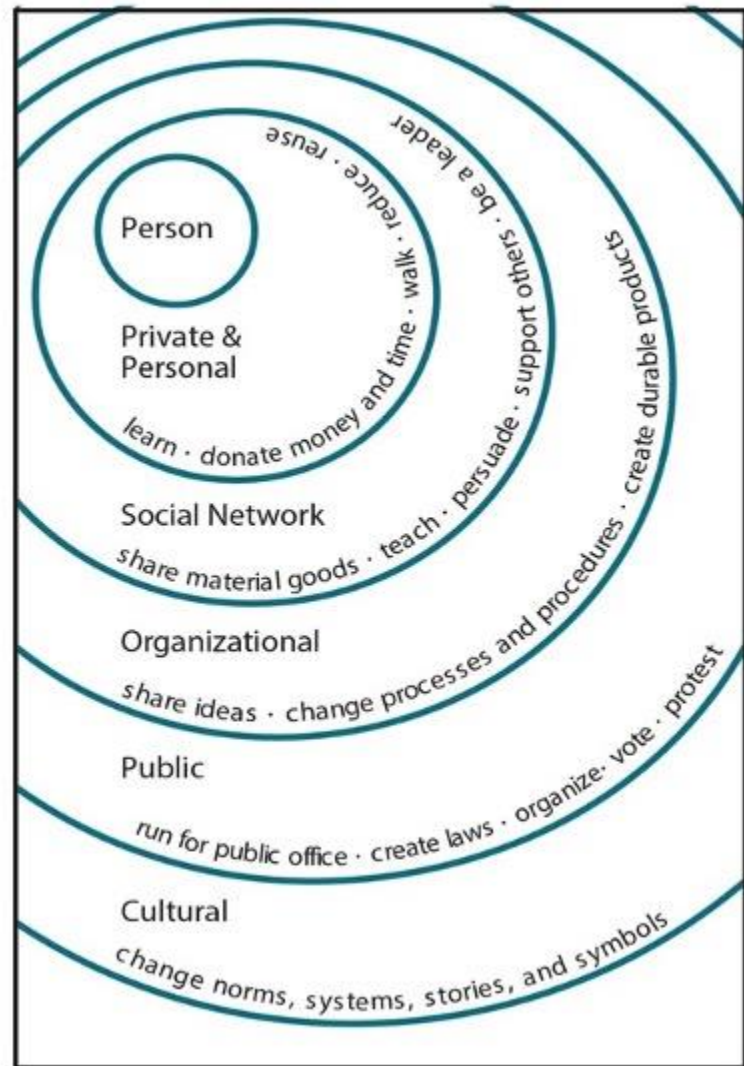 Person
Private &
Personal
learn · donate money and time · walk · reduce · reuse
Social Network
share material goods · teach · persuade · support others · be a leader
Organizational
share ideas · change processes and procedures · create durable products
Public
run for public office · create laws · organize· vote · protest
Cultural
change norms, systems, stories, and symbols